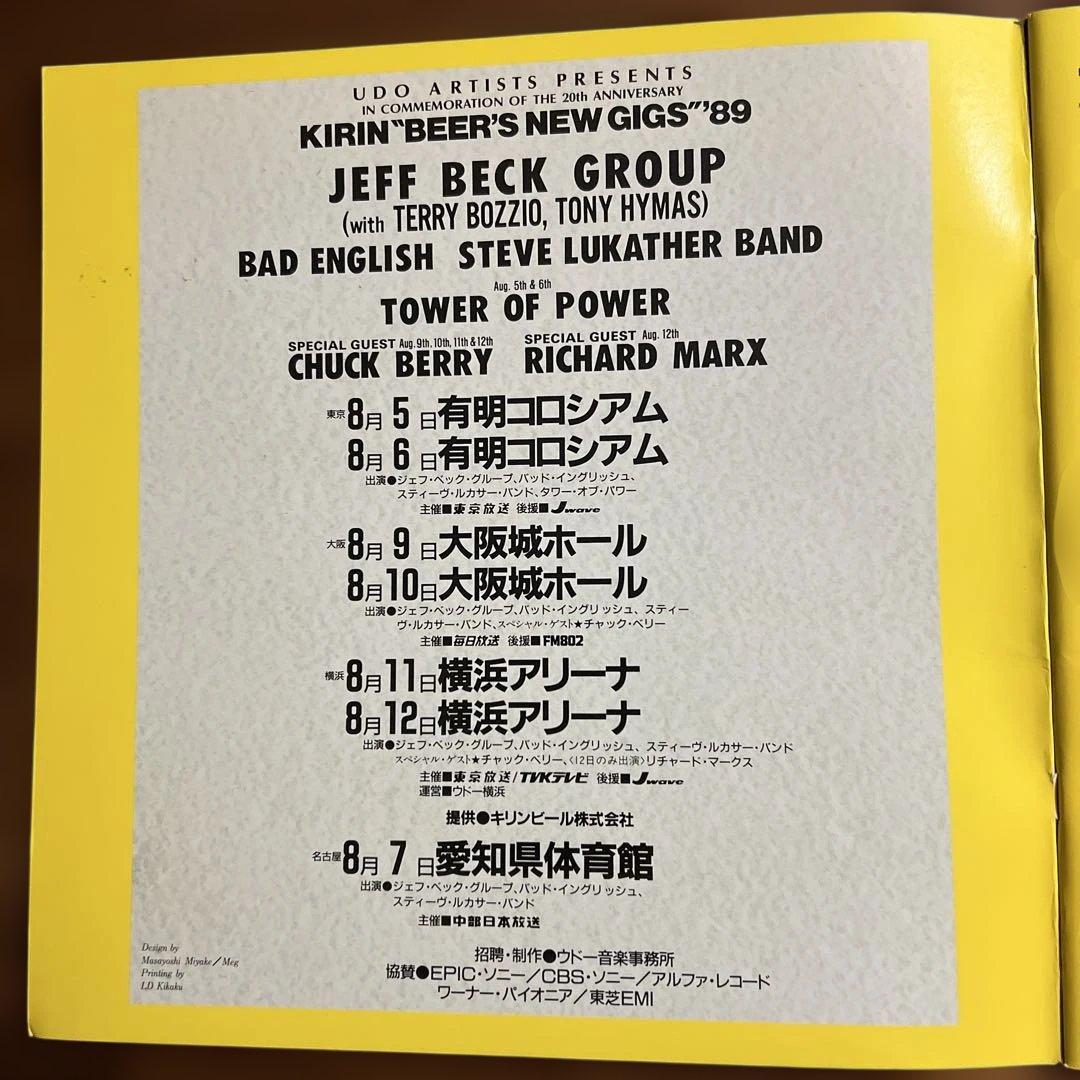 UDO ARTISTS PRESENTS
IN COMMEMORATION OF THE 20th ANNIVERSARY
KIRIN "BEER'S NEW GIGS"'89
JEFF BECK GROUP
(with TERRY BOZZIO, TONY HYMAS)
BAD ENGLISH STEVE LUKATHER BAND
Aug. 5th & 6th
TOWER OF POWER
SPECIAL GUEST Aug. 9th. 10th, 11th & 12th
CHUCK BERRY
SPECIAL GUEST Aug. 12th
RICHARD MARX
東京 8月 5日 有明コロシアム
8月 6日 有明コロシアム
出演●ジェフ・ベック・グループ、バッド・イングリッシュ、
スティーヴ・ルカサー・バンド、タワー・オブ・パワー
主催■東京放送 後援■J wave
大阪 8月 9日 大阪城ホール
8月10日 大阪城ホール
出演●ジェフ・ベック・グループ、バッド・イングリッシュ、スティー
ヴ・ルカサー・バンド、スペシャル・ゲスト★チャック・ベリー
主催■毎日放送 後援■FM802
横浜 8月11日 横浜アリーナ
8月12日 横浜アリーナ
出演●ジェフ・ベック・グループ、バッド・イングリッシュ、スティーヴ・ルカサー・バンド
スペシャル・ゲスト★チャック・ベリー、〈12日のみ出演〉リチャード・マークス
主催■東京放送/TVKテレビ 後援■J wave
運営■ウドー横浜
提供●キリンビール株式会社
名古屋 8月 7日 愛知県体育館
出演●ジェフ・ベック・グループ、バッド・イングリッシュ、
スティーヴ・ルカサー・バンド
主催■中部日本放送
招聘・制作●ウドー音楽事務所
協賛●EPIC・ソニー/CBS・ソニー/アルファ・レコード
ワーナー・パイオニア/東芝EMI
Design by
Masayoshi Miyake/Meg
Printing by
I.D Kikaku